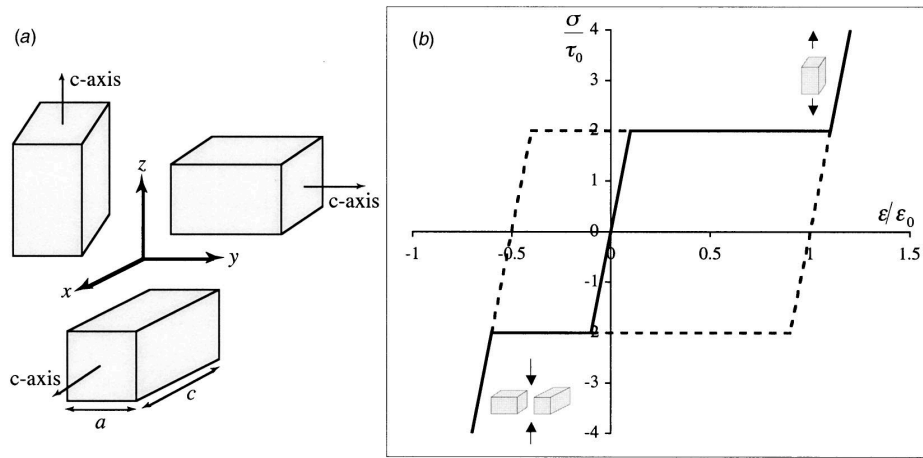 (a)
c-axis
c-axis
z
y
x
c-axis
a
c
(b)
σ/τ₀
4
3
2
1
0
-1
2
-3
-4
-1
-0.5
0
0.5
1
1.5
ε/ε₀